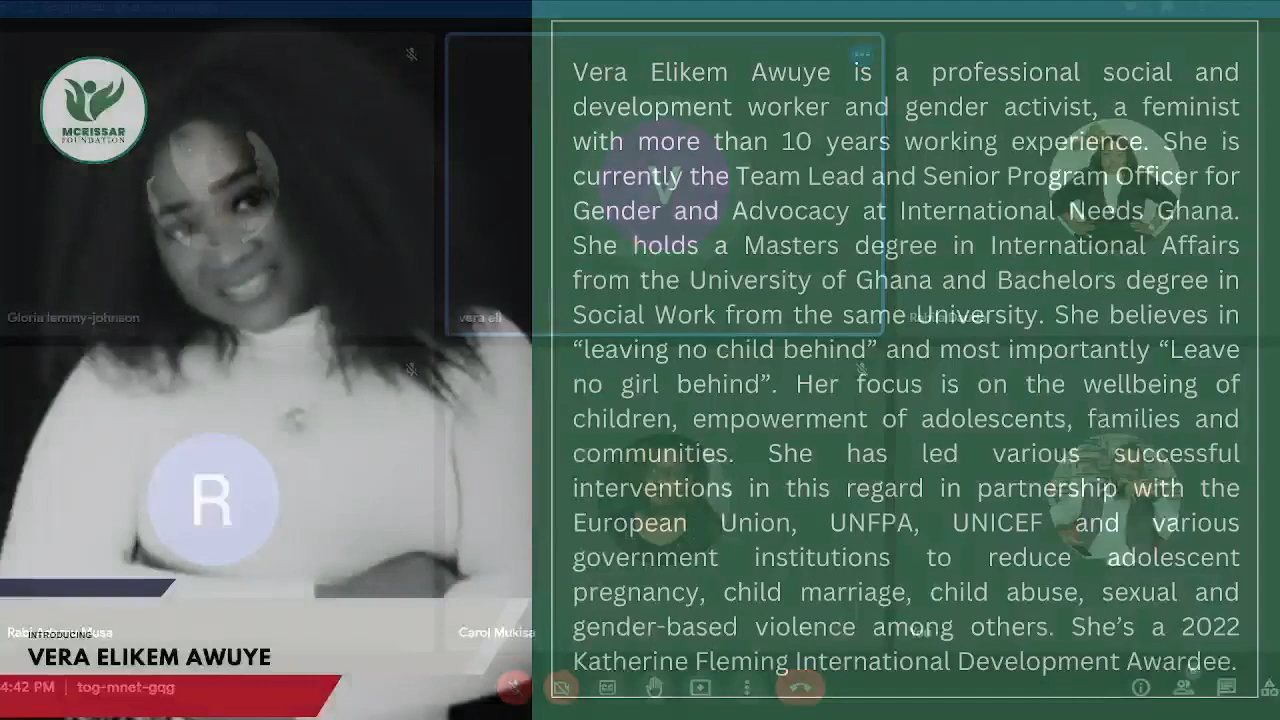 MCRISSAR
FOUNDATION
Vera Elikem Awuye is a professional social and
development worker and gender activist, a feminist
with more than 10 years working experience. She is
currently the Team Lead and Senior Program Officer for
Gender and Advocacy at International Needs Ghana.
She holds a Masters degree in International Affairs
from the University of Ghana and Bachelors degree in
Social Work from the same university. She believes in
“leaving no child behind” and most importantly “Leave
no girl behind”. Her focus is on the wellbeing of
children, empowerment of adolescents, families and
communities. She has led various successful
interventions in this regard in partnership with the
European Union, UNFPA, UNICEF and various
government institutions to reduce adolescent
pregnancy, child marriage, child abuse, sexual and
gender-based violence among others. She’s a 2022
Katherine Fleming International Development Awardee.
V
Gloria lemmy-johnson
vera eli
R
Musa
Carol Mukisa
INTRODUCING
VERA ELIKEM AWUYE
4:42 PM | tog-mnet-gqg